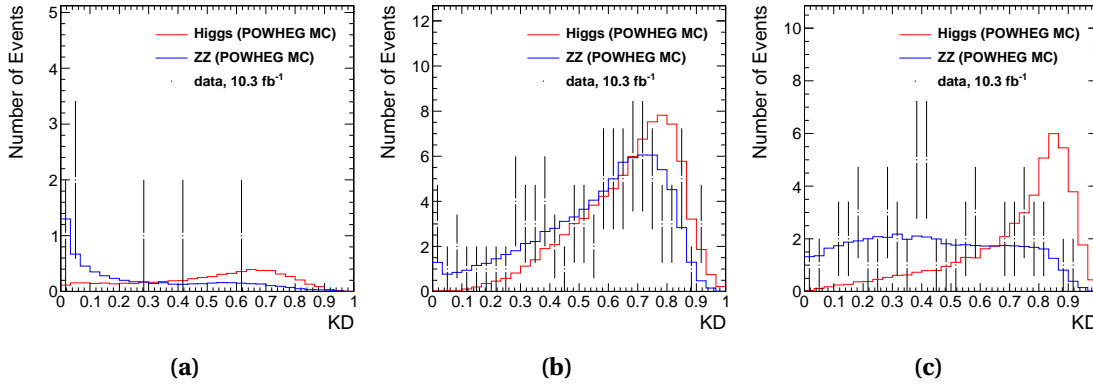 Number of Events
5
4
3
2
1
0
Higgs (POWHEG MC)
ZZ (POWHEG MC)
data, 10.3 fb-1
0 0.1 0.2 0.3 0.4 0.5 0.6 0.7 0.8 0.9 1
KD
(a)
Number of Events
12
10
8
6
4
2
0
Higgs (POWHEG MC)
ZZ (POWHEG MC)
data, 10.3 fb-1
0 0.1 0.2 0.3 0.4 0.5 0.6 0.7 0.8 0.9 1
KD
(b)
Number of Events
10
8
6
4
2
0
Higgs (POWHEG MC)
ZZ (POWHEG MC)
data, 10.3 fb-1
0 0.1 0.2 0.3 0.4 0.5 0.6 0.7 0.8 0.9
KD
(c)